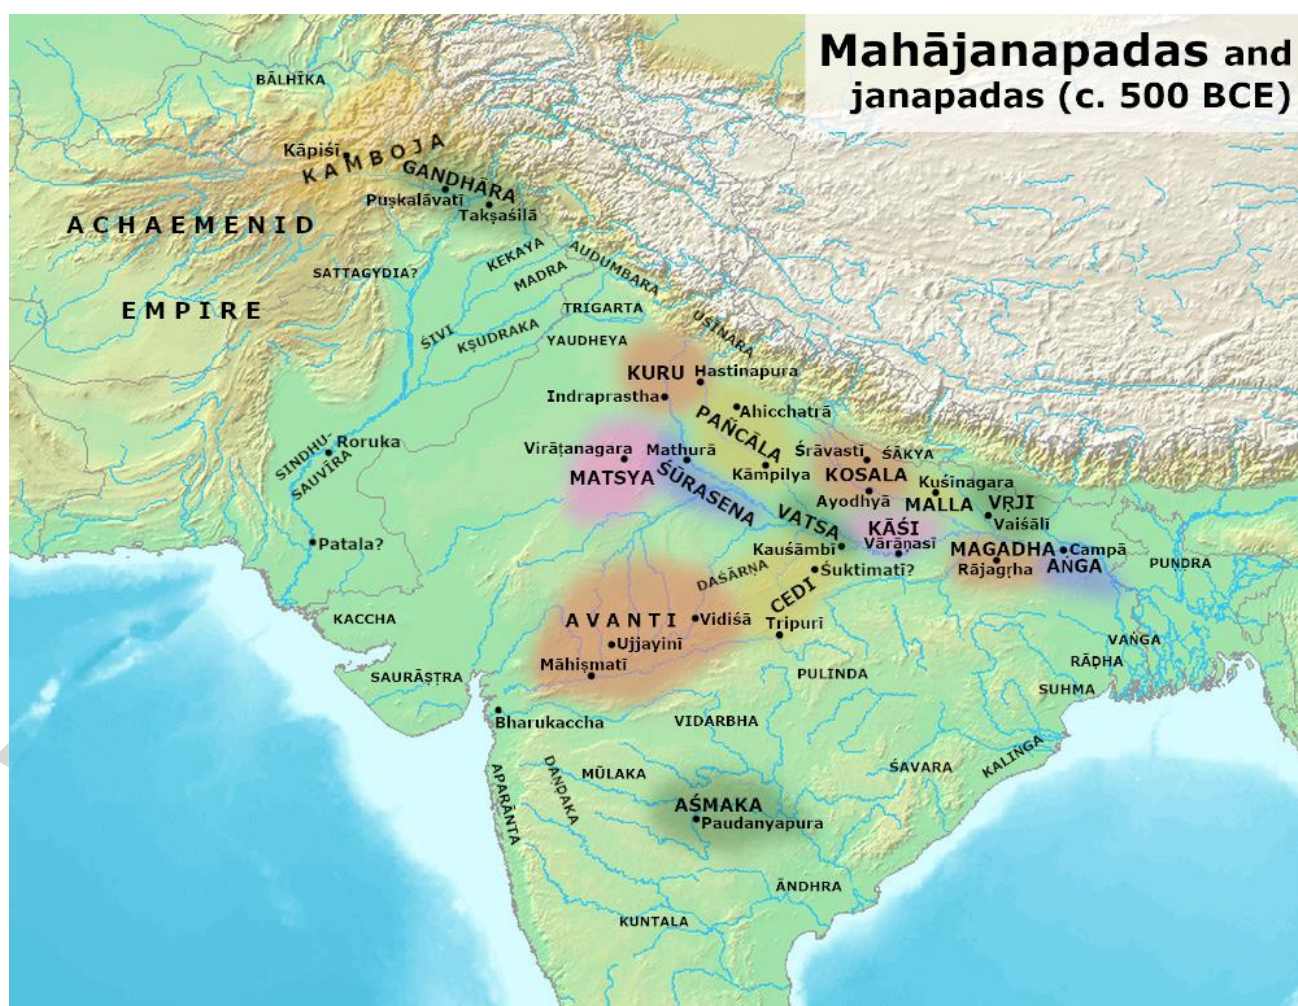 Mahājanapadas and
janapadas (c. 500 BCE)
BĀLHĪKA
Kāpiśī
KAMBOJA
GANDHĀRA
Puṣkalāvatī
Takṣaśilā
ACHAEMENID
EMPIRE
SATTAGYDIA?
KEKAYA
MADRA
AUDUMBARA
TRIGARTA
UŚĪNARA
ŚIVI
KṢUDRAKA
YAUDHEYA
KURU
Hastinapura
Indraprastha
Ahicchatrā
PAÑCĀLA
Kāmpilya
SINDHU-
SAUVĪRA
Roruka
Virāṭanagara
MATSYA
Mathurā
ŚŪRASENA
Śrāvastī
ŚĀKYA
KOSALA
Ayodhyā
Kuśīnagara
MALLA
VṚJI
Vaiśālī
Patala?
VATSA
Kauśāmbī
KĀŚI
Vārāṇasī
MAGADHA
Rājagṛha
Campā
AṄGA
PUNDRA
DAŚĀRṆA
CEDI
Śuktimatī?
KACCHA
AVANTI
Vidiśā
Ujjayinī
Māhiṣmatī
Tripurī
PULINDA
VAṄGA
RĀḌHA
SUHMA
SAURĀṢṬRA
Bharukaccha
VIDARBHA
APARĀNTA
DAṆḌAKA
MŪLAKA
AŚMAKA
Paudanyapura
ŚAVARA
KALIṄGA
ĀNDHRA
KUNTALA